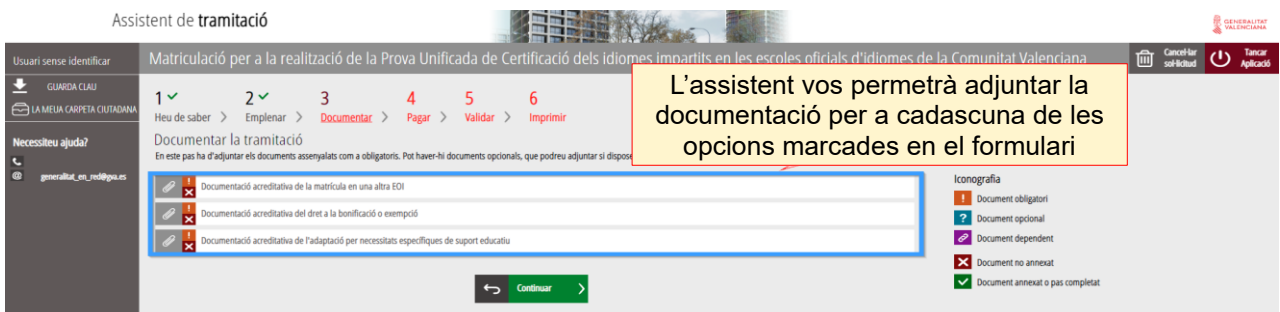 Assistent de tramitació
GENERALITAT
VALENCIANA
Usuari sense identificar
Matriculació per a la realització de la Prova Unificada de Certificació dels idiomes impartits en les escoles oficials d'idiomes de la Comunitat Valenciana
Cancel·lar
sol·licitud
Tancar
Aplicació
GUARDA CLAU
LA MEUA CARPETA CIUTADANA
Necessiteu ajuda?
generalitat_en_red@gva.es
1 2 3 4 5 6
Heu de saber > Emplenar > Documentar > Pagar > Validar > Imprimir
L'assistent vos permetrà adjuntar la
documentació per a cadascuna de les
opcions marcades en el formulari
Documentar la tramitació
En este pas ha d'adjuntar els documents assenyalats com a obligatoris. Pot haver-hi documents opcionals, que podreu adjuntar si dispose
Documentació acreditativa de la matrícula en una altra EOI
Documentació acreditativa del dret a la bonificació o exempció
Documentació acreditativa de l'adaptació per necessitats específiques de suport educatiu
Iconografia
! Document obligatori
? Document opcional
Document dependent
Document no annexat
Document annexat o pas completat
Continuar